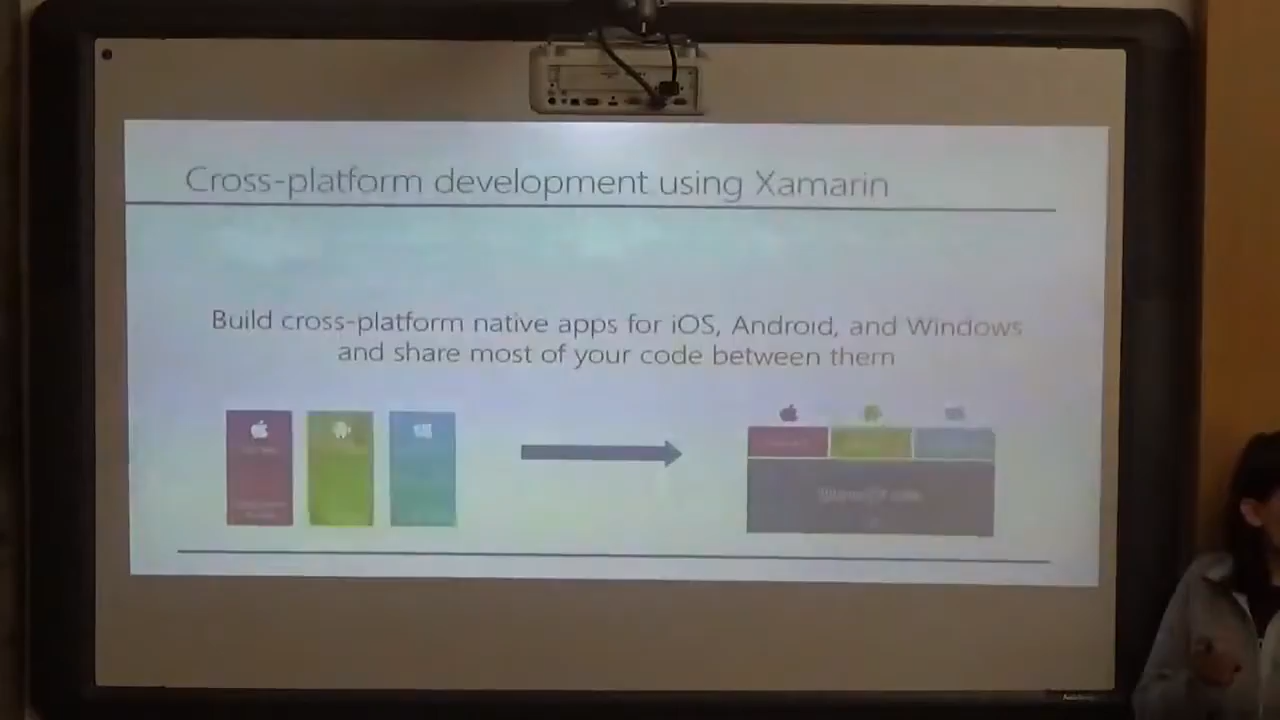 Cross-platform development using Xamarin
Build cross-platform native apps for iOS, Android, and Windows
and share most of your code between them